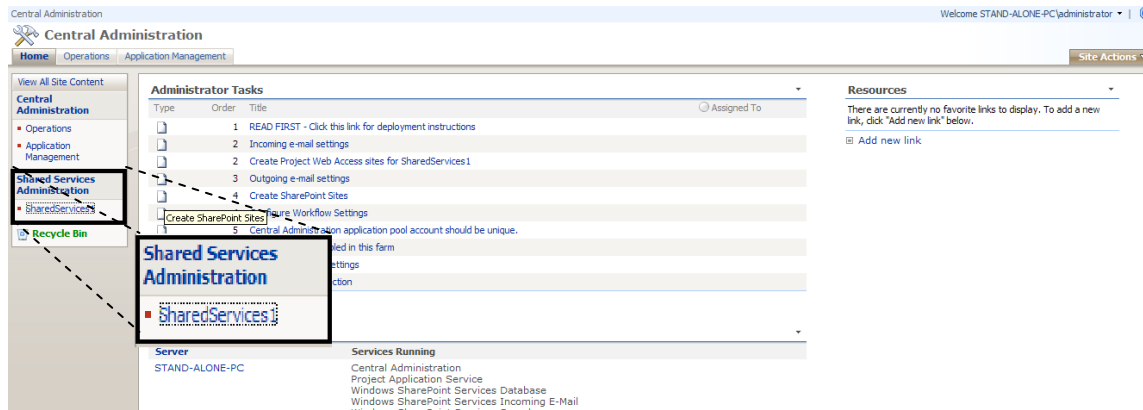 Central Administration
Welcome STAND-ALONE-PC\administrator
Central Administration
Home Operations Application Management
Site Actions
View All Site Content
Central Administration
Operations
Application Management
Shared Services Administration
SharedServices1
Recycle Bin
Administrator Tasks
Type Order Title Assigned To
1 READ FIRST - Click this link for deployment instructions
2 Incoming e-mail settings
2 Create Project Web Access sites for SharedServices1
3 Outgoing e-mail settings
4 Create SharePoint Sites
Create SharePoint Sites
Workflow Settings
5 Central Administration application pool account should be unique.
in this farm
Shared Services
Administration
SharedServices1
Server Services Running
STAND-ALONE-PC Central Administration
Project Application Service
Windows SharePoint Services Database
Windows SharePoint Services Incoming E-Mail
Resources
There are currently no favorite links to display. To add a new
link, click "Add new link" below.
Add new link